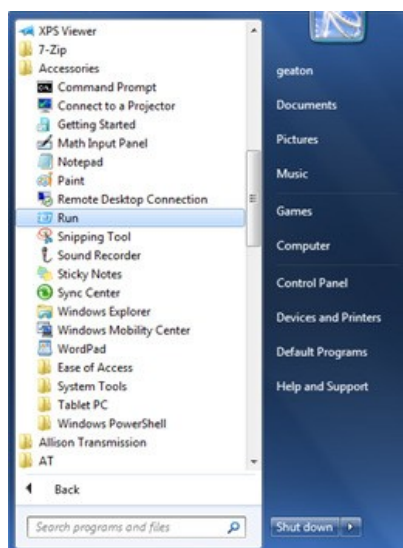 XPS Viewer
7-Zip
Accessories
Command Prompt
Connect to a Projector
Getting Started
Math Input Panel
Notepad
Paint
Remote Desktop Connection
Run
Snipping Tool
Sound Recorder
Sticky Notes
Sync Center
Windows Explorer
Windows Mobility Center
WordPad
Ease of Access
System Tools
Tablet PC
Windows PowerShell
Allison Transmission
AT
Back
Search programs and files
geaton
Documents
Pictures
Music
Games
Computer
Control Panel
Devices and Printers
Default Programs
Help and Support
Shut down